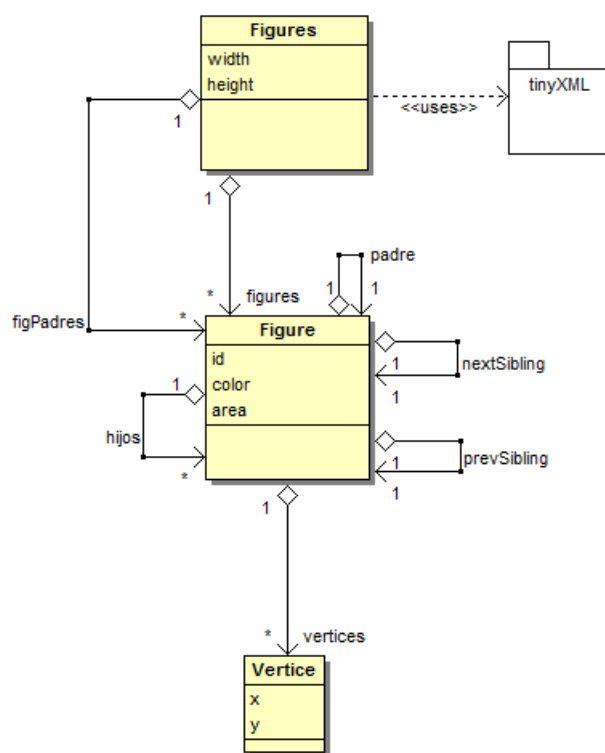 Figures
width
height
tinyXML
<<uses>>
1
1
padre
*
figures
1
1
figPadres
*
Figure
id
color
area
1
nextSibling
1
1
hijos
*
1
prevSibling
1
1
*
vertices
Vertice
x
y